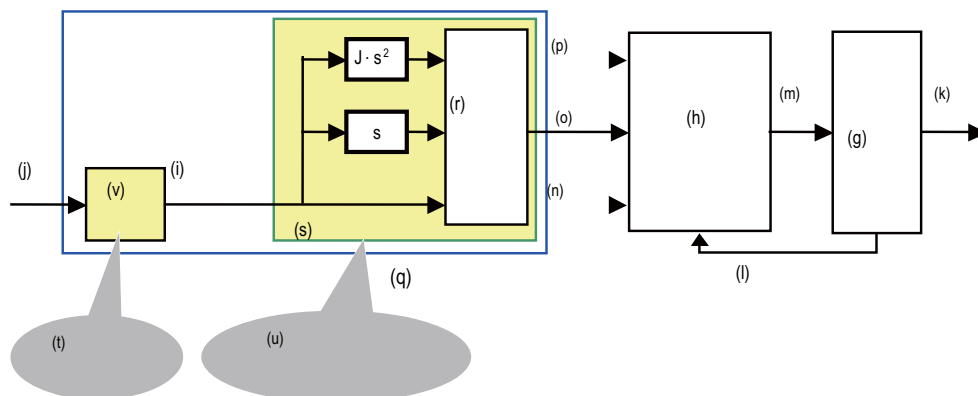 (p)
J · s²
(r)
(m)
(k)
(o)
(h)
s
(g)
(j)
(i)
(v)
(n)
(s)
(q)
(l)
(t)
(u)